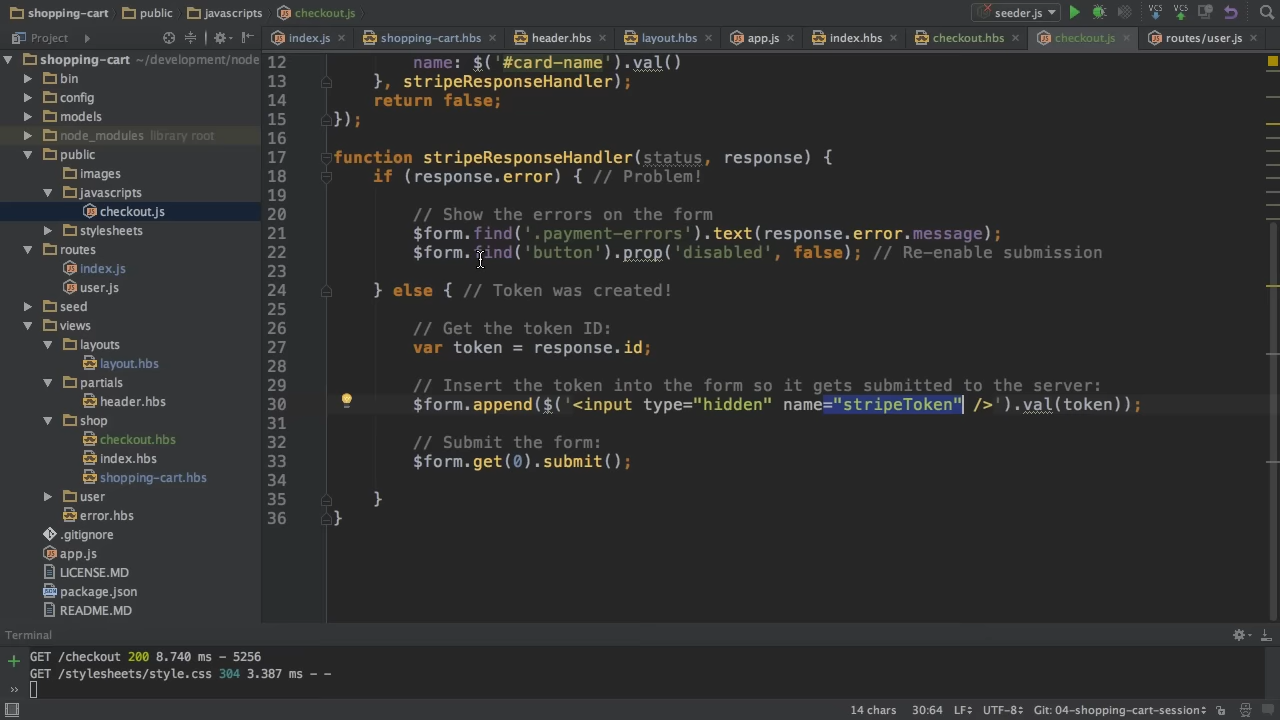 shopping-cart public javascripts checkout.js seeder.js VCS VCS
Project index.js shopping-cart.hbs header.hbs layout.hbs app.js index.hbs checkout.hbs checkout.js routes/user.js
shopping-cart ~/development/node
bin
config
models
node_modules library root
public
images
javascripts
checkout.js
stylesheets
routes
index.js
user.js
seed
views
layouts
layout.hbs
partials
header.hbs
shop
checkout.hbs
index.hbs
shopping-cart.hbs
user
error.hbs
.gitignore
app.js
LICENSE.MD
package.json
README.MD
12 name: $('#card-name').val()
13 }, stripeResponseHandler);
14 return false;
15 });
16
17 function stripeResponseHandler(status, response) {
18 if (response.error) { // Problem!
19
20 // Show the errors on the form
21 $form.find('.payment-errors').text(response.error.message);
22 $form.find('button').prop('disabled', false); // Re-enable submission
23
24 } else { // Token was created!
25
26 // Get the token ID:
27 var token = response.id;
28
29 // Insert the token into the form so it gets submitted to the server:
30 $form.append($('<input type="hidden" name="stripeToken" />').val(token));
31
32 // Submit the form:
33 $form.get(0).submit();
34
35 }
36 }
Terminal
GET /checkout 200 8.740 ms - 5256
GET /stylesheets/style.css 304 3.387 ms - -
14 chars 30:64 LF÷ UTF-8÷ Git: 04-shopping-cart-session÷